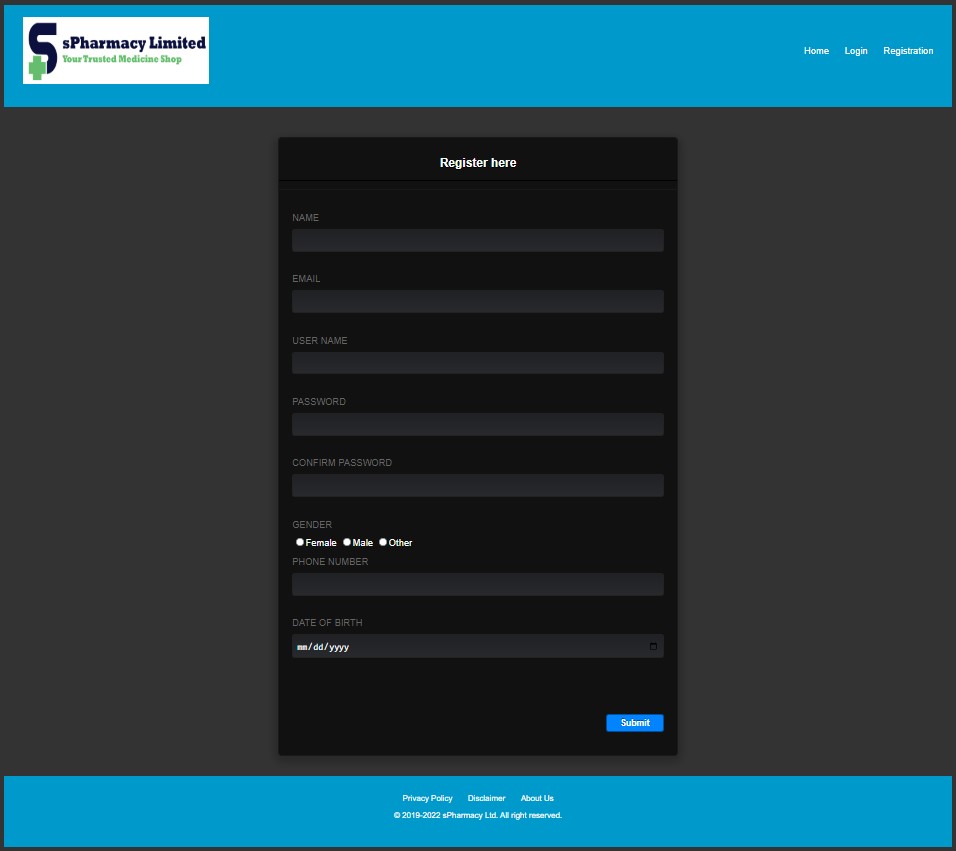 sPharmacy Limited
Your Trusted Medicine Shop
Home Login Registration
Register here
NAME
EMAIL
USER NAME
PASSWORD
CONFIRM PASSWORD
GENDER
Female Male Other
PHONE NUMBER
DATE OF BIRTH
mm/dd/yyyy
Submit
Privacy Policy Disclaimer About Us
© 2019-2022 sPharmacy Ltd. All right reserved.